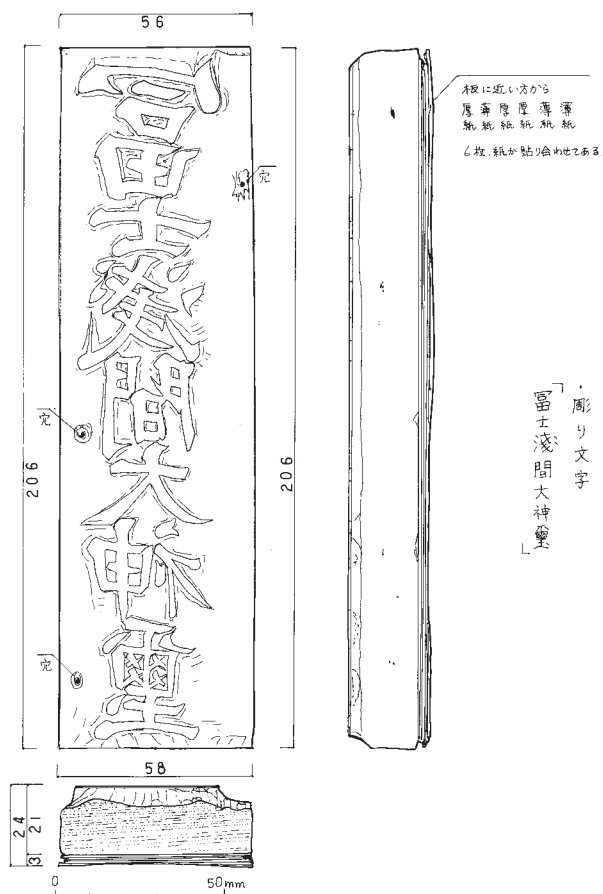 56
206
206
穴
穴
穴
冨士淺間大神璽
板に近い方から
厚紙 薄紙 厚紙 厚紙 薄紙 薄紙
6枚、紙が貼り合わせてある。
・彫り文字
「冨士淺間大神璽」
58
24
21
3
0
50mm